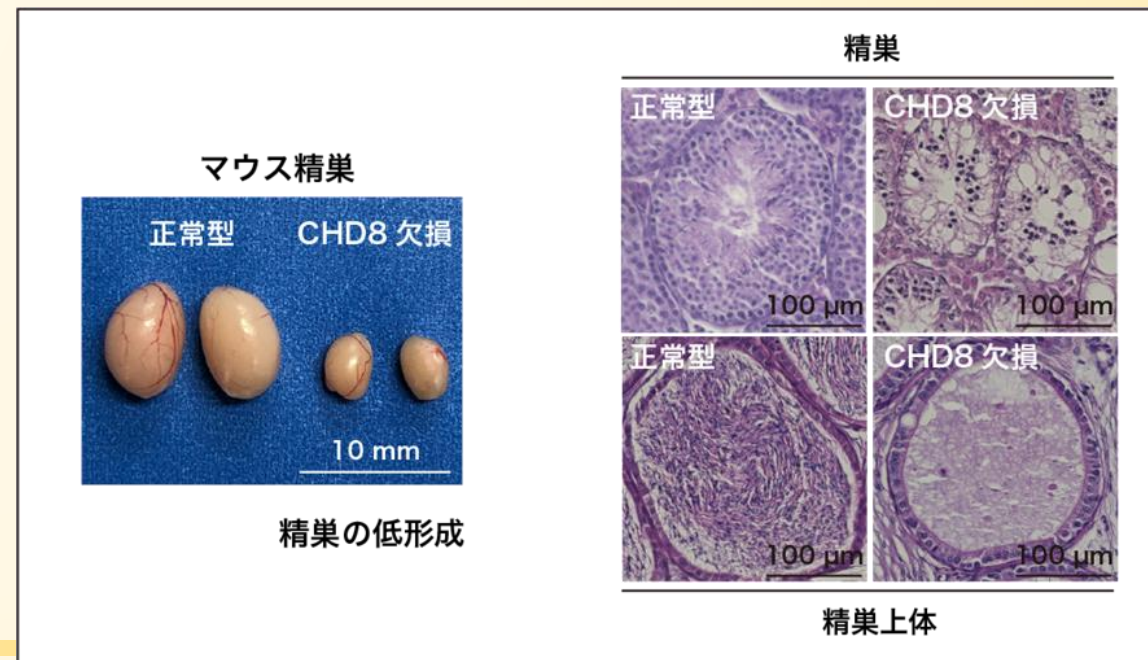 マウス精巣
正常型 CHD8 欠損
10 mm
精巣の低形成
精巣
正常型 CHD8 欠損
100 μm 100 μm
正常型 CHD8 欠損
100 μm 100 μm
精巣上体